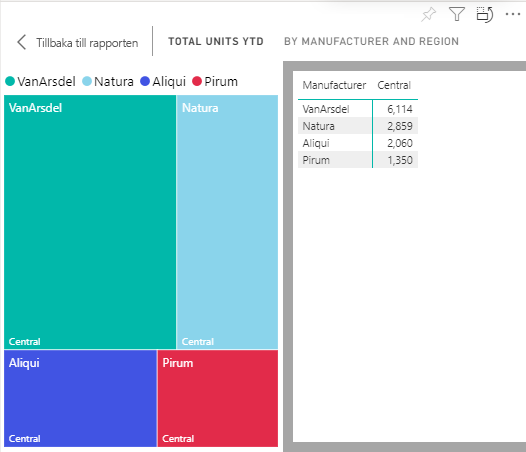 Tillbaka till rapporten
TOTAL UNITS YTD
BY MANUFACTURER AND REGION
VanArsdel Natura Aliqui Pirum
VanArsdel
Central
Natura
Central
Aliqui
Central
Pirum
Central
Manufacturer Central
VanArsdel 6,114
Natura 2,859
Aliqui 2,060
Pirum 1,350